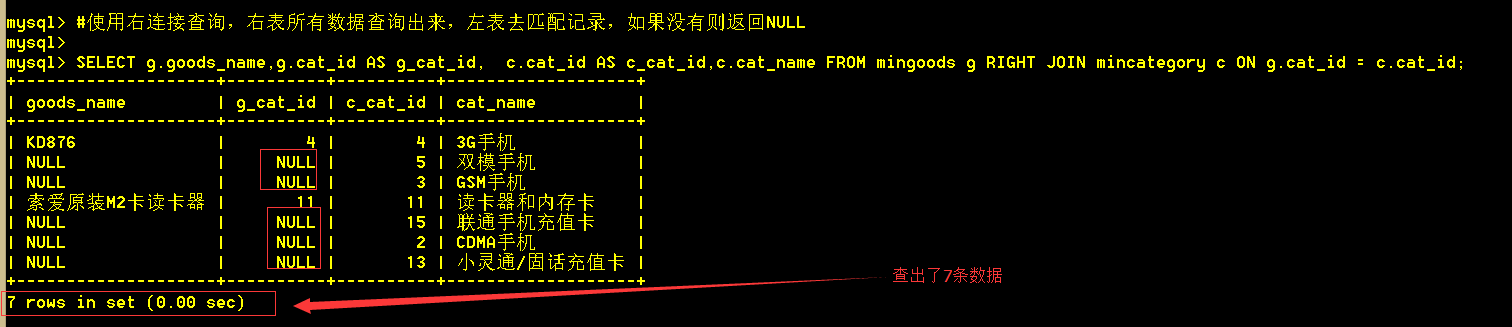 mysql> #使用右连接查询，右表所有数据查询出来，左表去匹配记录，如果没有则返回NULL
mysql>
mysql> SELECT g.goods_name,g.cat_id AS g_cat_id,  c.cat_id AS c_cat_id,c.cat_name FROM mingoods g RIGHT JOIN mincategory c ON g.cat_id = c.cat_id;
+--------------------+----------+----------+-------------------+
| goods_name         | g_cat_id | c_cat_id | cat_name          |
+--------------------+----------+----------+-------------------+
| KD876              |        4 |        4 | 3G手机            |
| NULL               |     NULL |        5 | 双模手机          |
| NULL               |     NULL |        3 | GSM手机           |
| 索爱原装M2卡读卡器 |       11 |       11 | 读卡器和内存卡    |
| NULL               |     NULL |       15 | 联通手机充值卡    |
| NULL               |     NULL |        2 | CDMA手机          |
| NULL               |     NULL |       13 | 小灵通/固话充值卡 |
+--------------------+----------+----------+-------------------+
查出了7条数据
7 rows in set (0.00 sec)